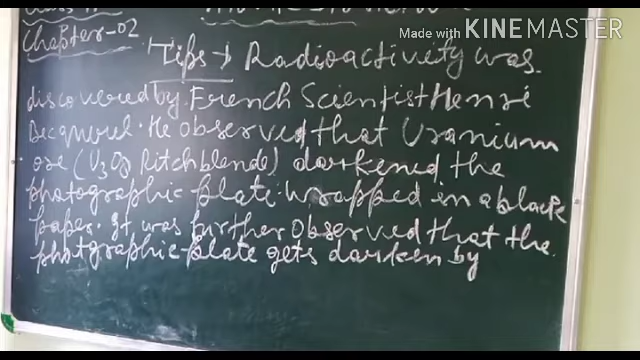 Made with KINEMASTER
Chapter-02
Tips → Radioactivity was
discovered by French Scientist Henri
Becquerel. He observed that Uranium
ore (U3O8 Pitchblende) darkened the
photographic plate wrapped in a black
paper. It was further observed that the
photgraphic plate gets darken by